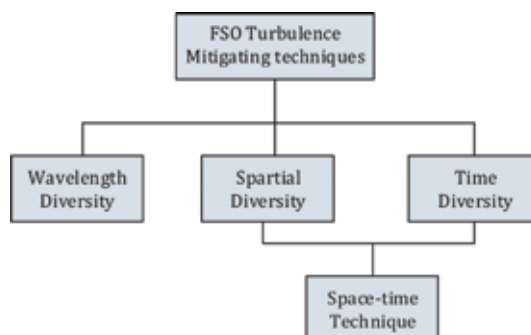 FSO Turbulence
Mitigating techniques
Wavelength
Diversity
Spartial
Diversity
Time
Diversity
Space-time
Technique